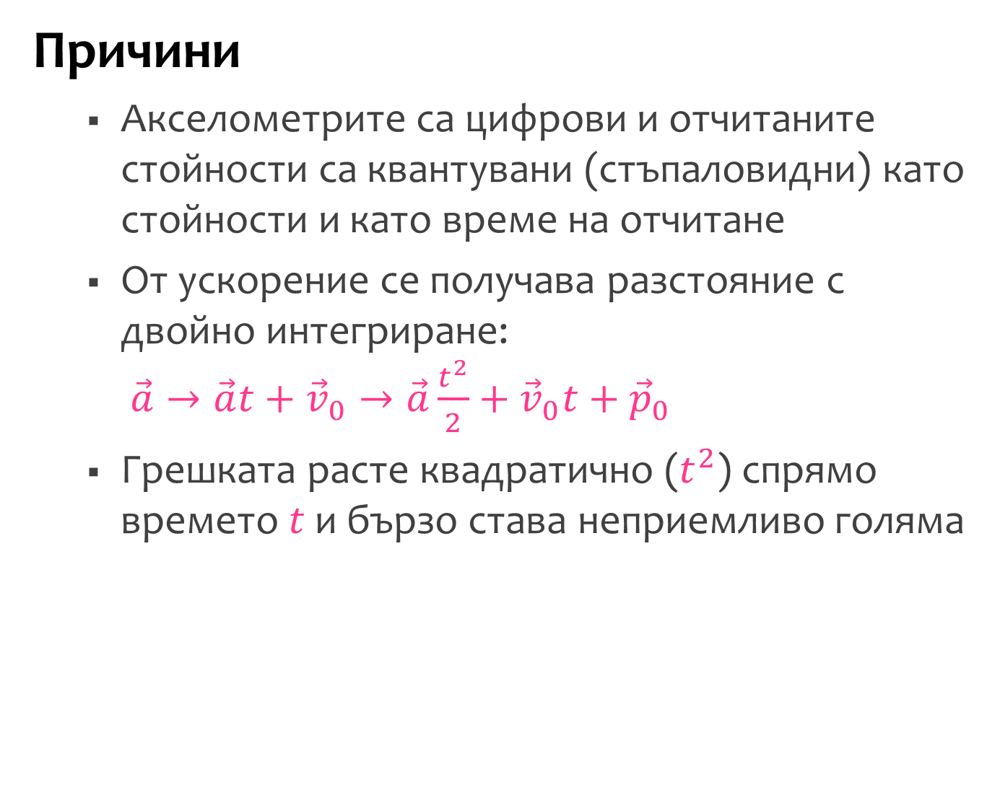 Причини
▪ Акселометрите са цифрови и отчитаните
стойности са квантувани (стъпаловидни) като
стойности и като време на отчитане
▪ От ускорение се получава разстояние с
двойно интегриране:
$\vec{a} \to \vec{a}t + \vec{v}_0 \to \vec{a}\frac{t^2}{2} + \vec{v}_0 t + \vec{p}_0$
▪ Грешката расте квадратично ($t^2$) спрямо
времето $t$ и бързо става неприемливо голяма